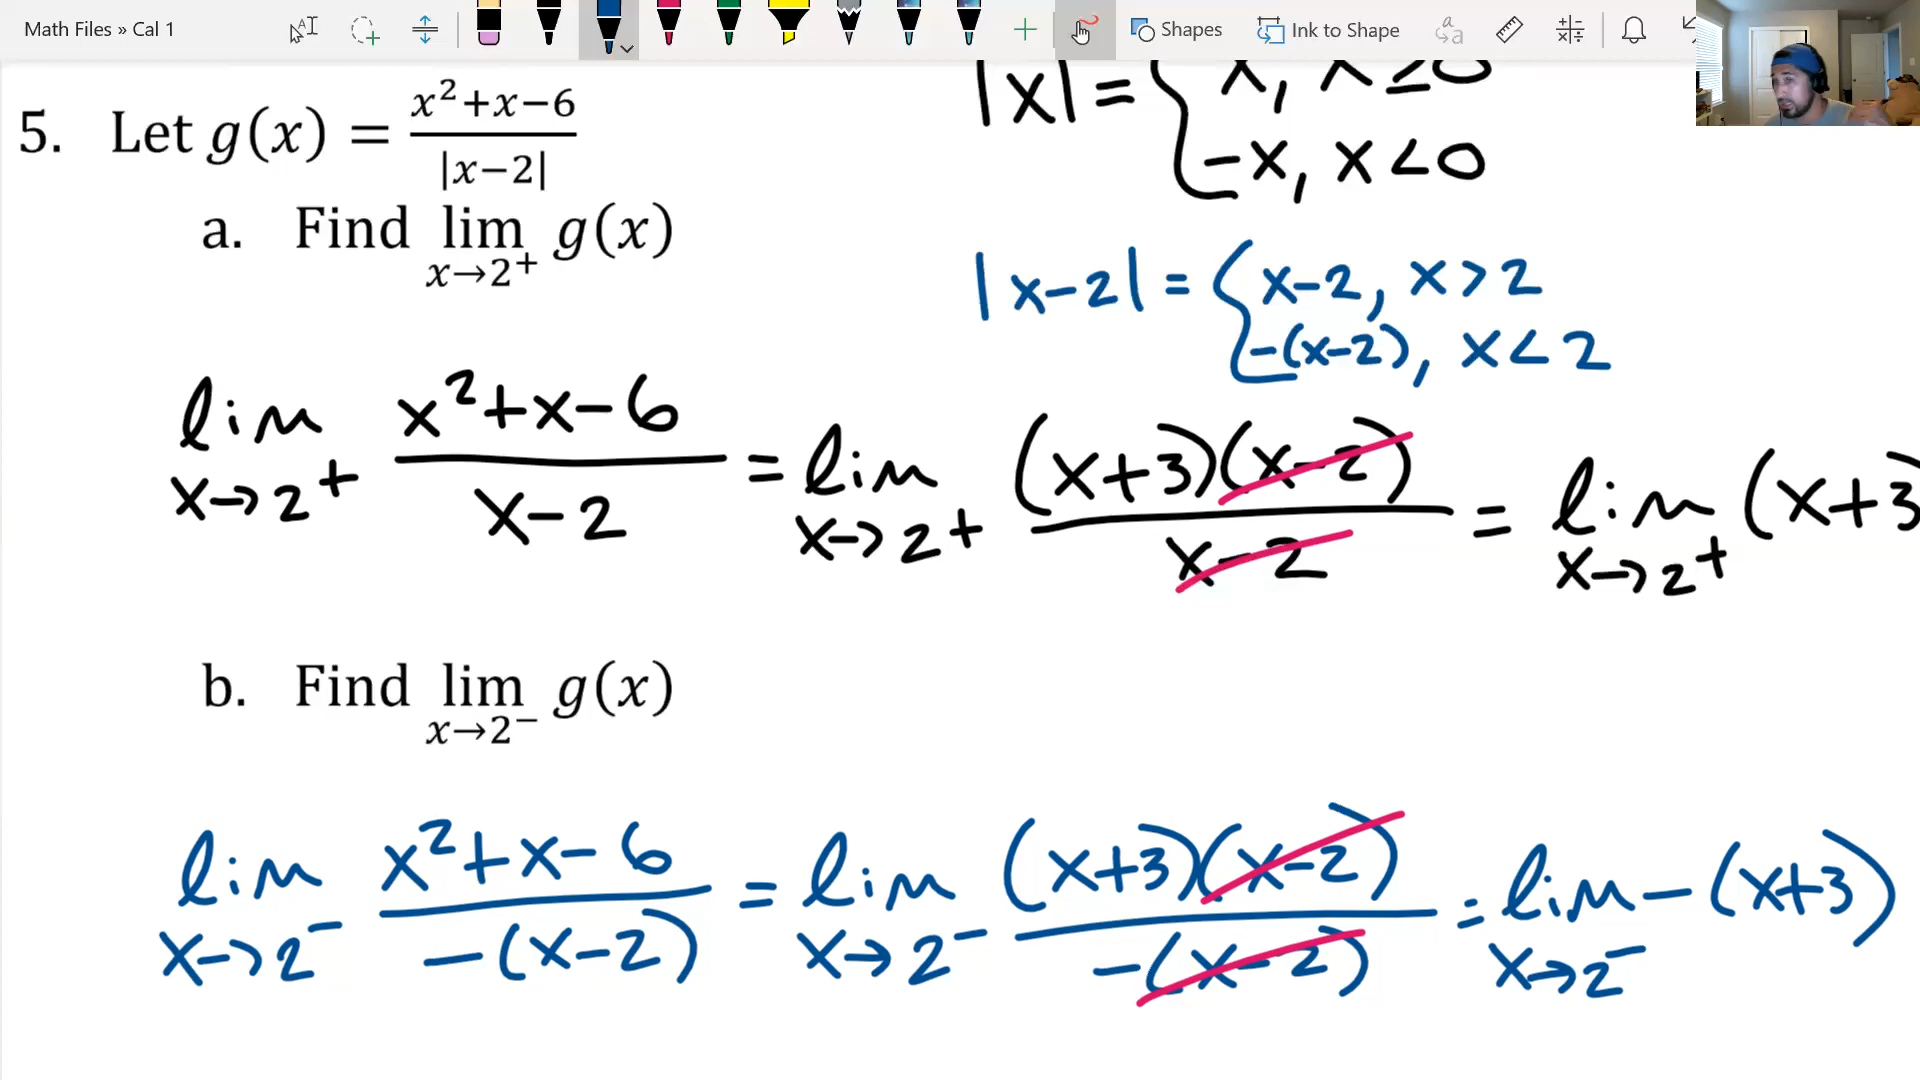 Math Files » Cal 1
Shapes
Ink to Shape
5. Let g(x) = (x²+x−6)/|x−2|
|x| = { x, x ≥ 0
−x, x < 0
a. Find lim x→2⁺ g(x)
|x−2| = { x−2, x > 2
−(x−2), x < 2
lim x→2⁺ (x²+x−6)/(x−2) = lim x→2⁺ (x+3)(x−2)/(x−2) = lim x→2⁺ (x+3
b. Find lim x→2⁻ g(x)
lim x→2⁻ (x²+x−6)/(−(x−2)) = lim x→2⁻ (x+3)(x−2)/(−(x−2)) = lim x→2⁻ −(x+3)